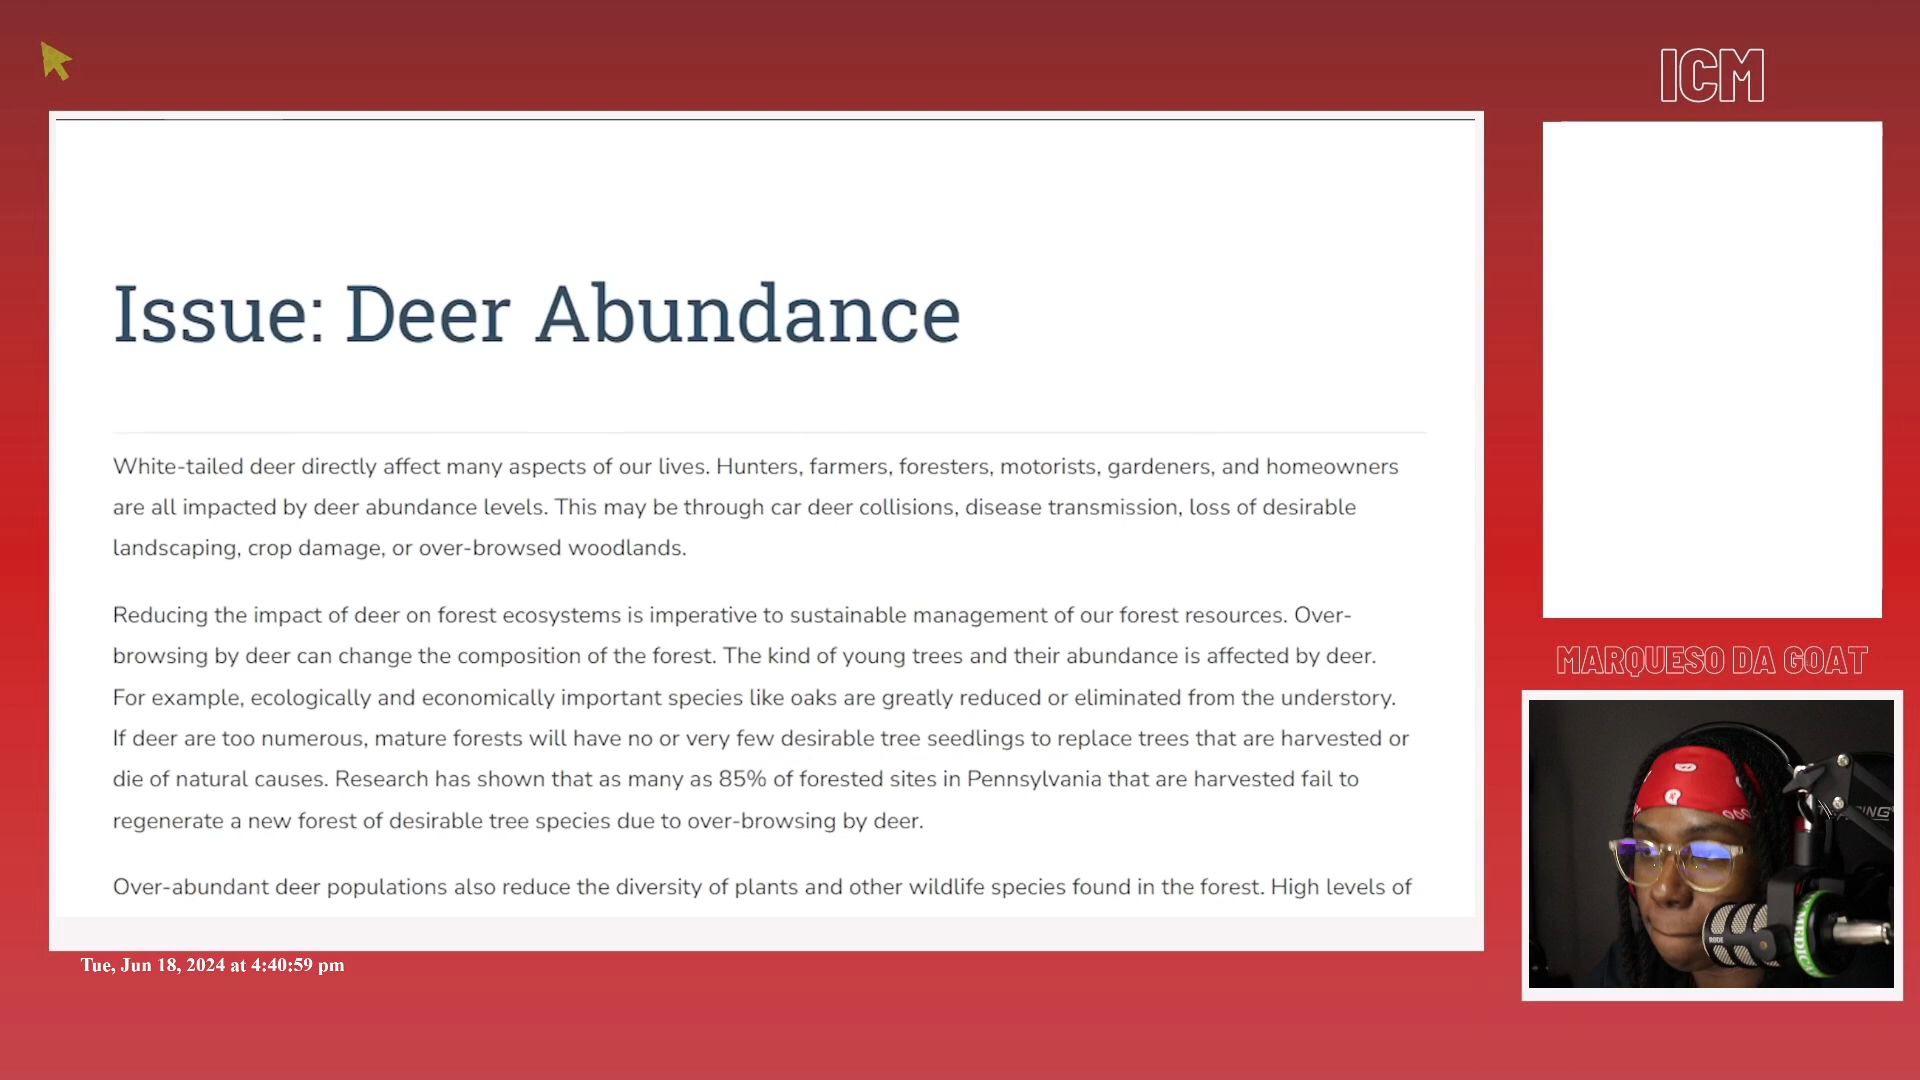 ICM
Issue: Deer Abundance
White-tailed deer directly affect many aspects of our lives. Hunters, farmers, foresters, motorists, gardeners, and homeowners
are all impacted by deer abundance levels. This may be through car deer collisions, disease transmission, loss of desirable
landscaping, crop damage, or over-browsed woodlands.
Reducing the impact of deer on forest ecosystems is imperative to sustainable management of our forest resources. Over-
browsing by deer can change the composition of the forest. The kind of young trees and their abundance is affected by deer.
For example, ecologically and economically important species like oaks are greatly reduced or eliminated from the understory.
If deer are too numerous, mature forests will have no or very few desirable tree seedlings to replace trees that are harvested or
die of natural causes. Research has shown that as many as 85% of forested sites in Pennsylvania that are harvested fail to
regenerate a new forest of desirable tree species due to over-browsing by deer.
Over-abundant deer populations also reduce the diversity of plants and other wildlife species found in the forest. High levels of
Tue, Jun 18, 2024 at 4:40:59 pm
MARQUESO DA GOAT
RODE